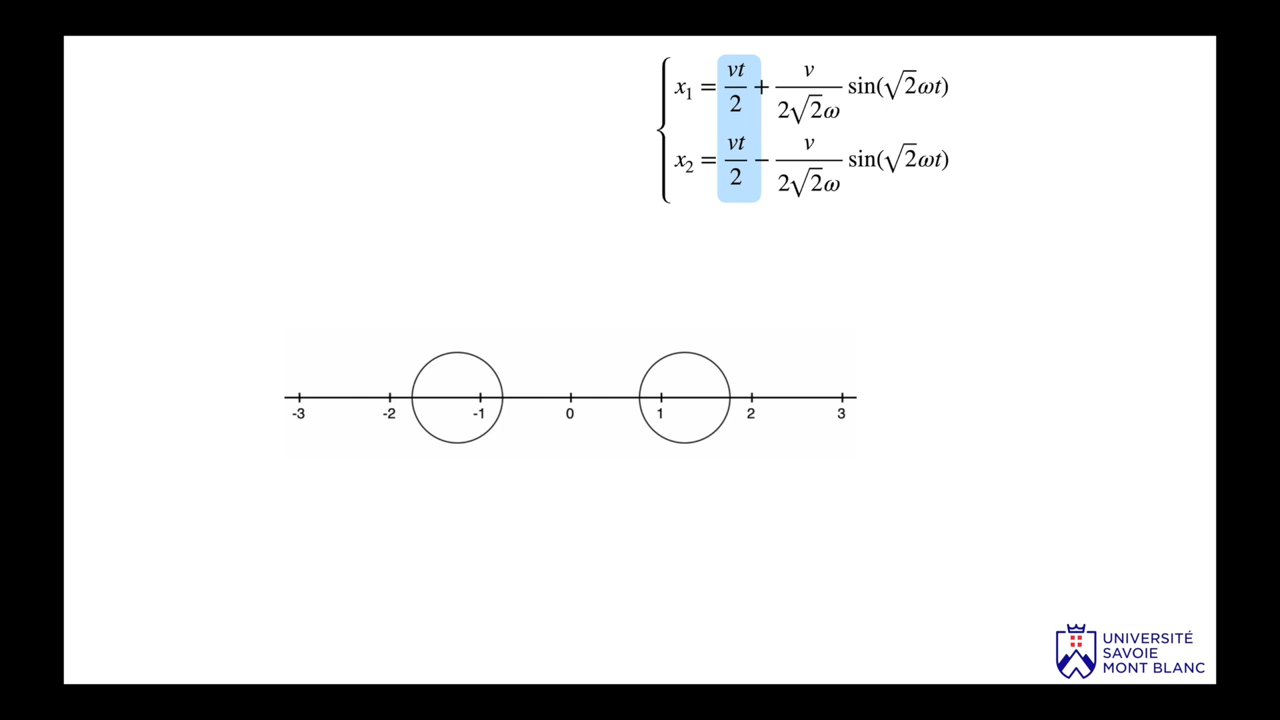 x₁ = vt/2 + v/(2√2ω) sin(√2ωt)
x₂ = vt/2 − v/(2√2ω) sin(√2ωt)
-3 -2 -1 0 1 2 3
UNIVERSITÉ
SAVOIE
MONT BLANC